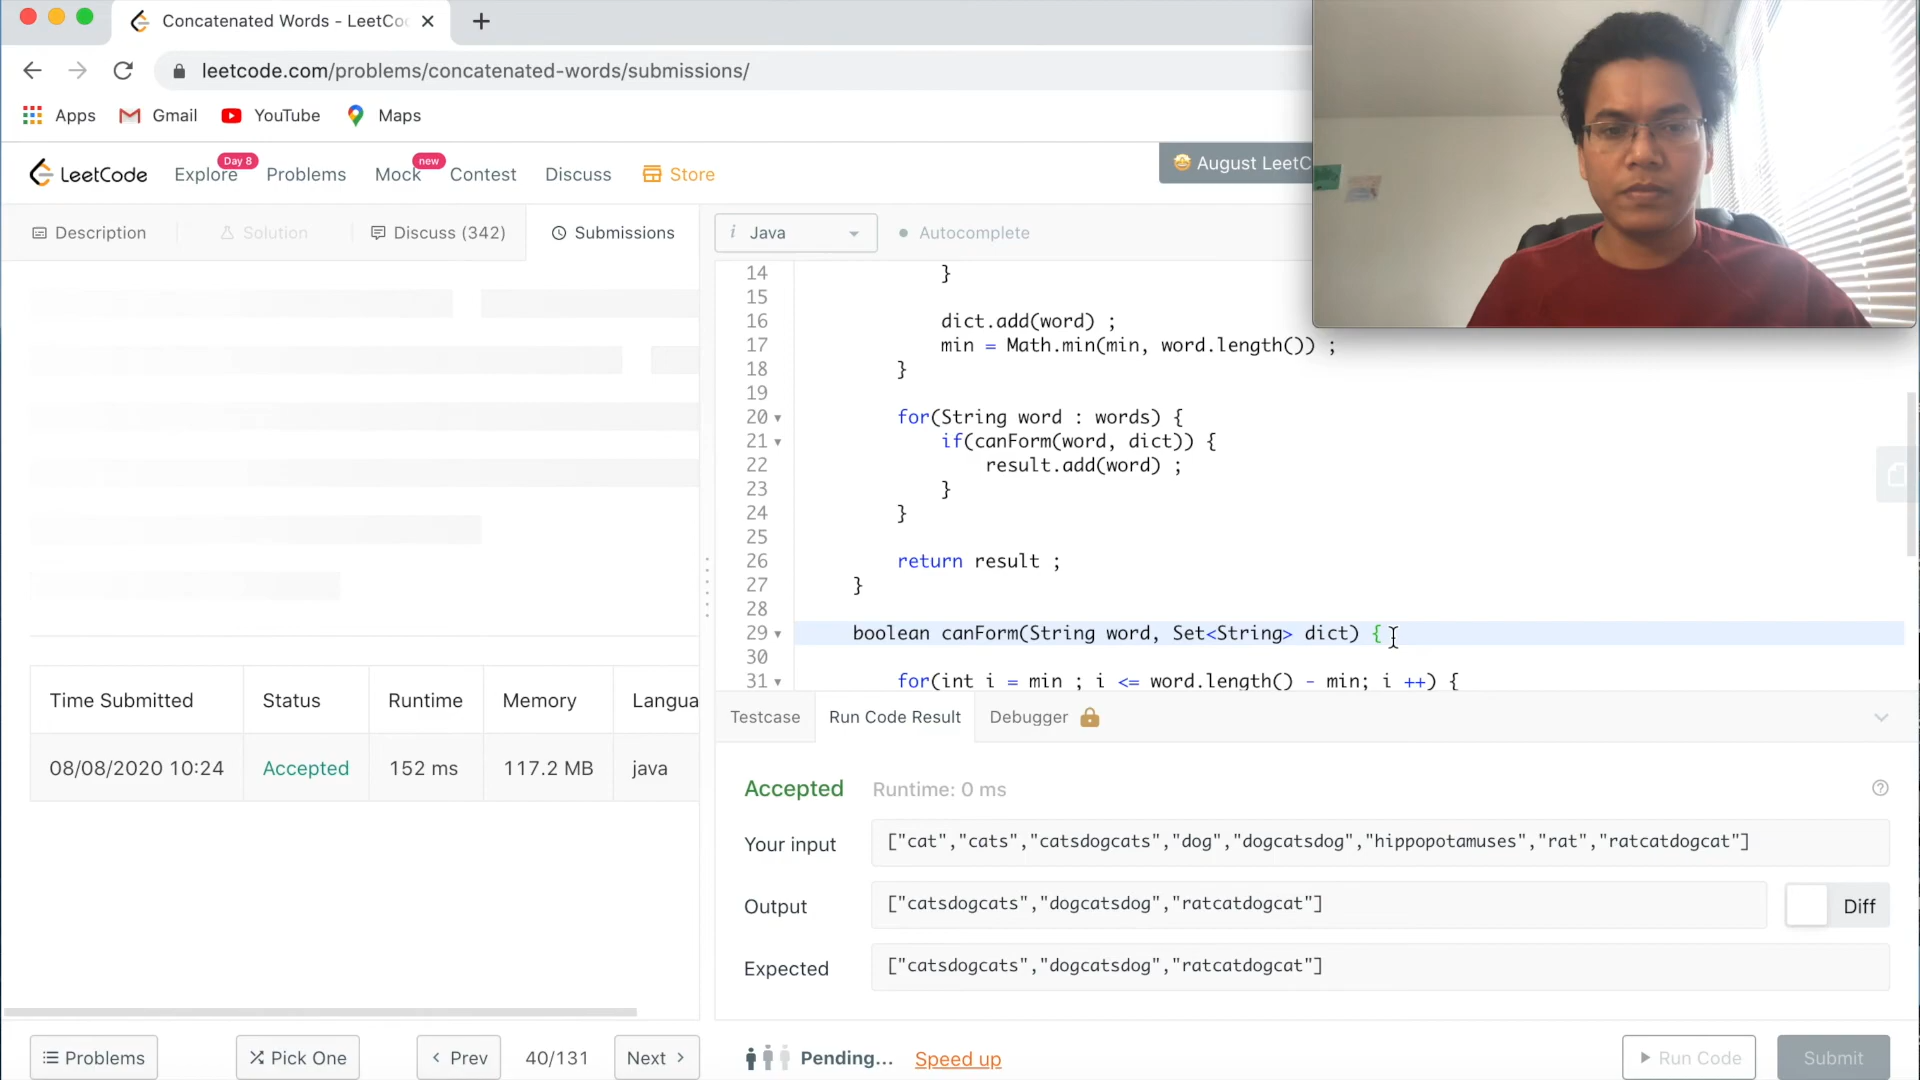 Concatenated Words - LeetCo
leetcode.com/problems/concatenated-words/submissions/
Apps Gmail YouTube Maps
LeetCode Explore Day 8 Problems Mock new Contest Discuss Store
August LeetC
Description Solution Discuss (342) Submissions
i Java Autocomplete
14 }
15
16 dict.add(word) ;
17 min = Math.min(min, word.length()) ;
18 }
19
20 for(String word : words) {
21 if(canForm(word, dict)) {
22 result.add(word) ;
23 }
24 }
25
26 return result ;
27 }
28
29 boolean canForm(String word, Set<String> dict) {
30
31 for(int i = min ; i <= word.length() - min; i ++) {
Time Submitted Status Runtime Memory Langua
08/08/2020 10:24 Accepted 152 ms 117.2 MB java
Testcase Run Code Result Debugger
Accepted Runtime: 0 ms
Your input ["cat","cats","catsdogcats","dog","dogcatsdog","hippopotamuses","rat","ratcatdogcat"]
Output ["catsdogcats","dogcatsdog","ratcatdogcat"] Diff
Expected ["catsdogcats","dogcatsdog","ratcatdogcat"]
Problems Pick One Prev 40/131 Next Pending... Speed up Run Code Submit